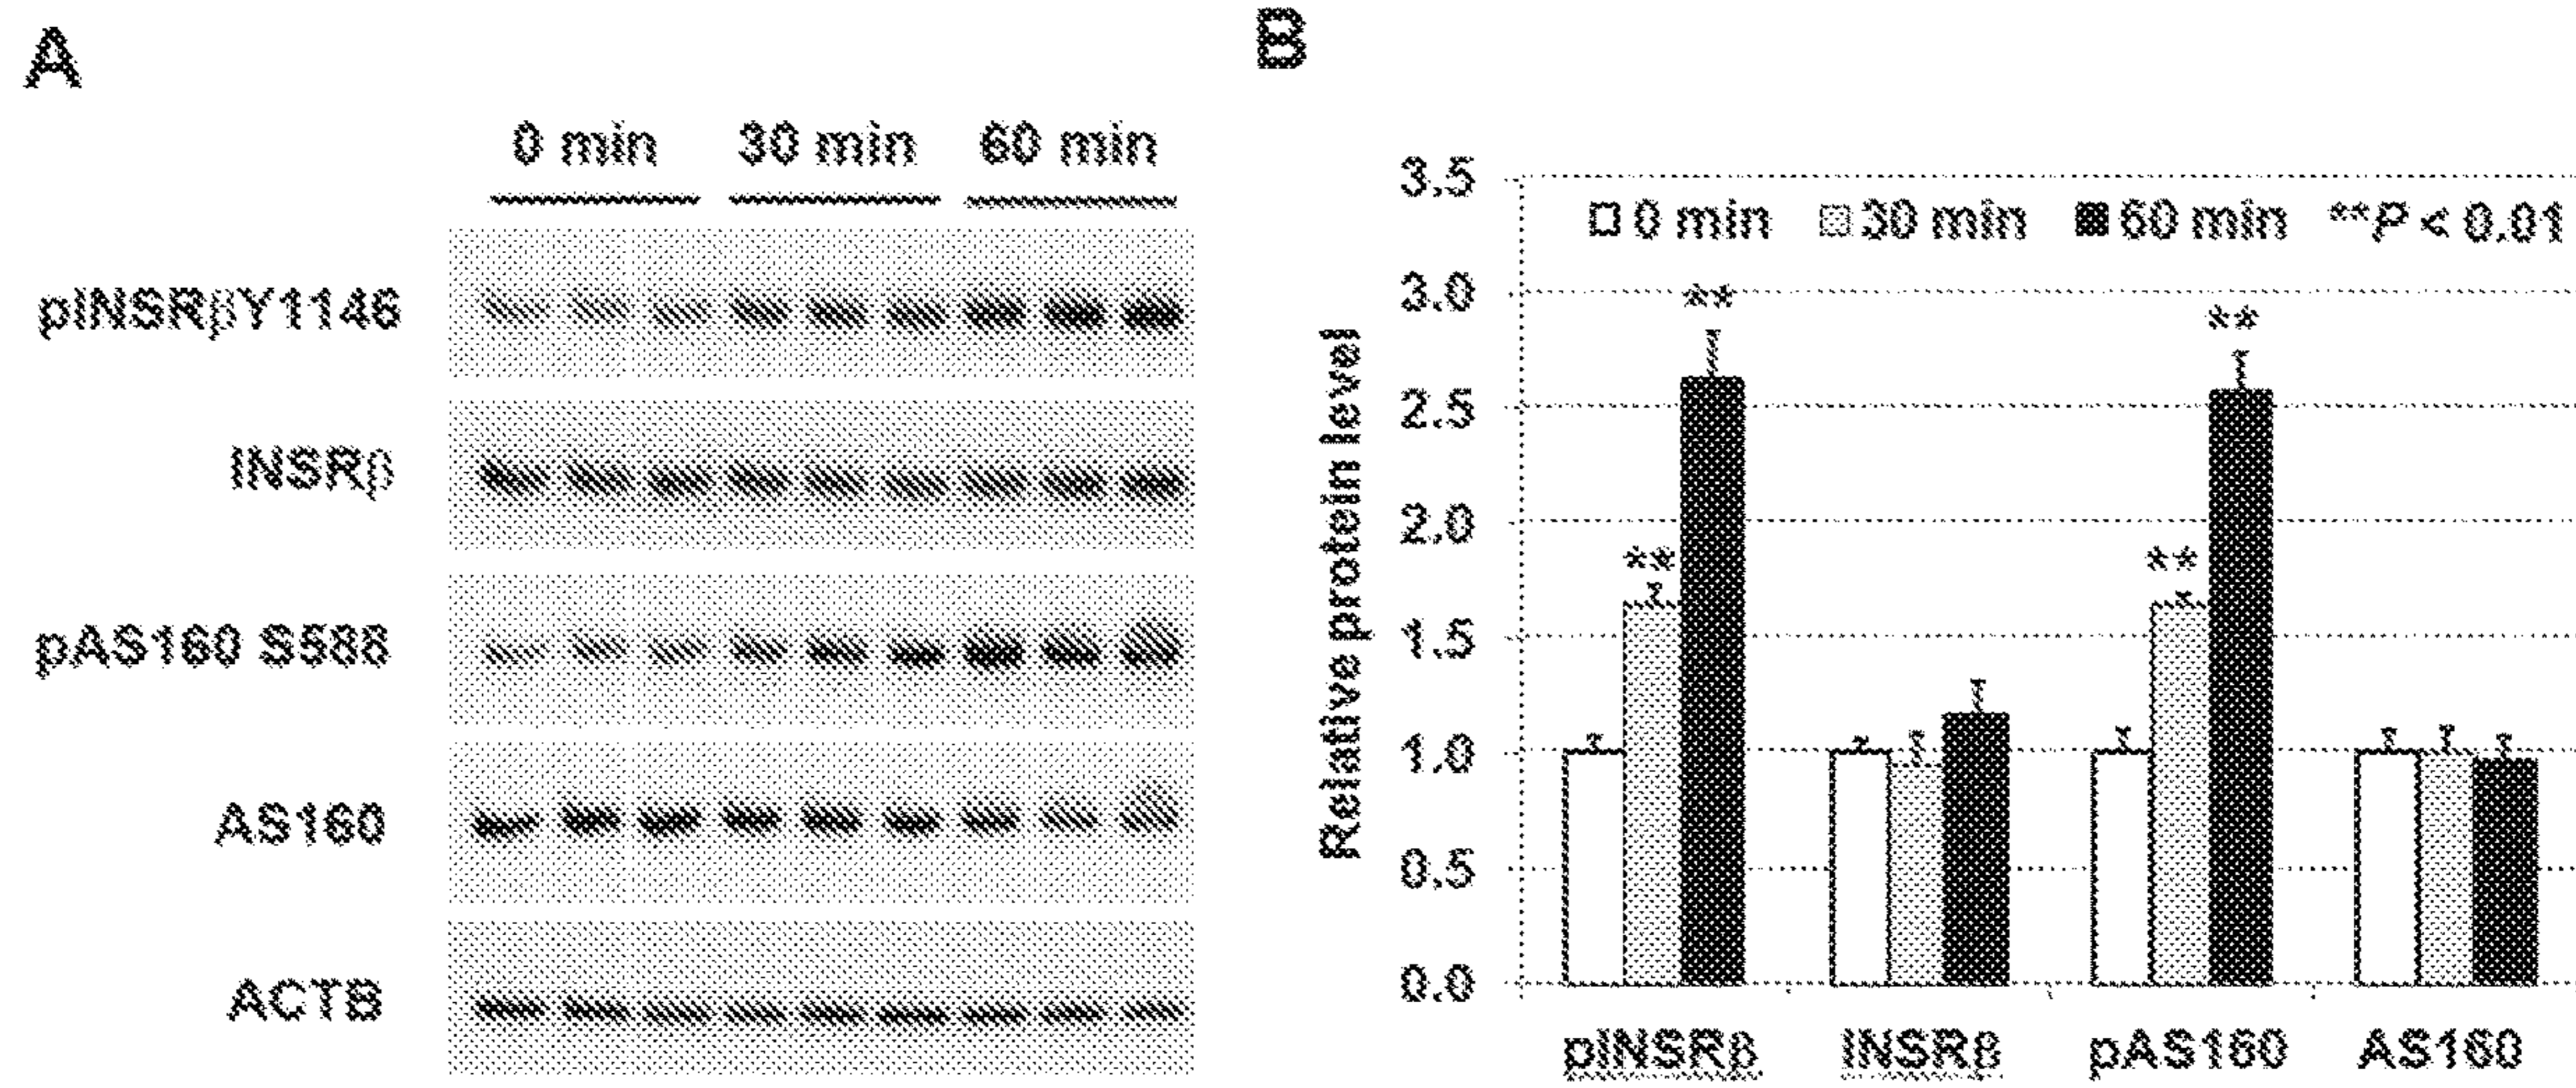 A
0 min 30 min 60 min
pINSRβY1146
INSRβ
pAS160 S588
AS160
ACTB
B
3.5
3.0
2.5
2.0
1.5
1.0
0.5
0.0
Relative protein level
0 min 30 min 60 min **P < 0.01
**
**
**
**
pINSRβ INSRβ pAS160 AS160